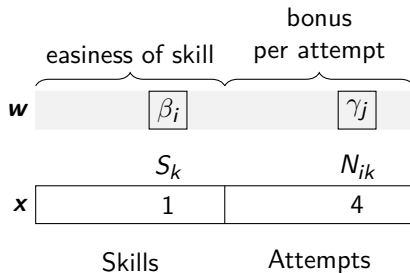 bonus
easiness of skill per attempt
w β_i γ_j
S_k N_ik
x 1 4
Skills Attempts